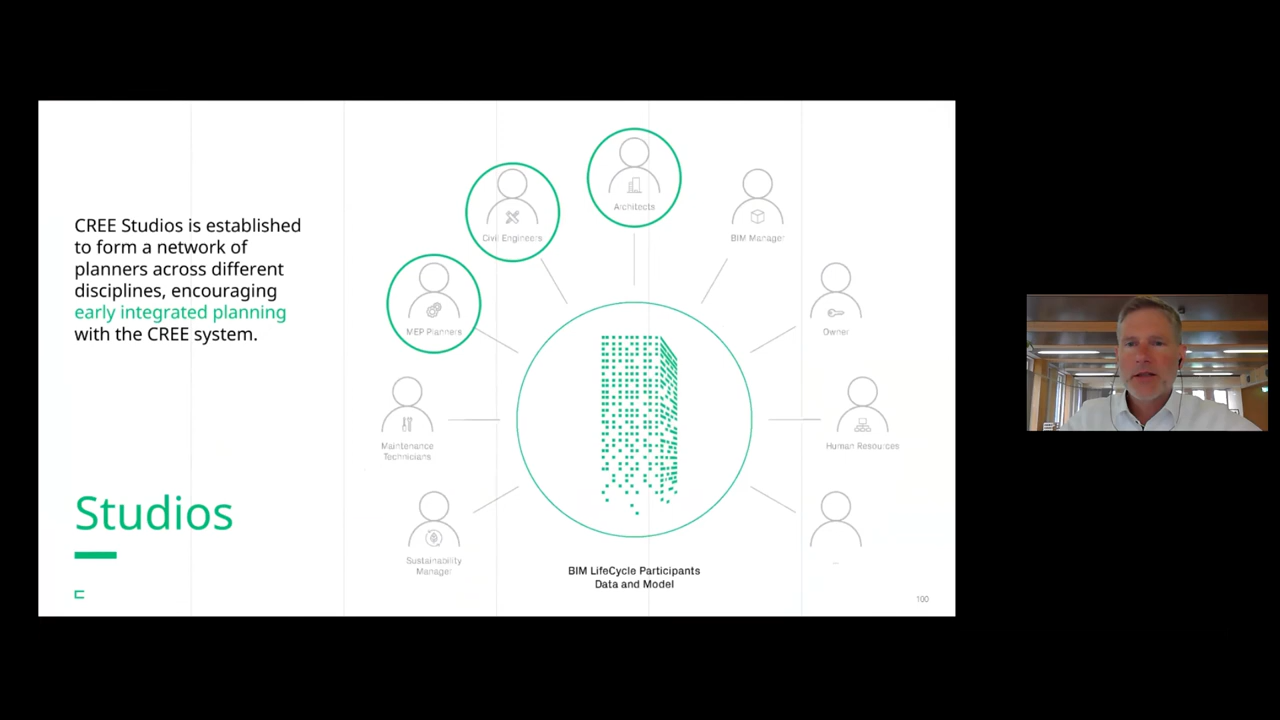 CREE Studios is established
to form a network of
planners across different
disciplines, encouraging
early integrated planning
with the CREE system.
Studios
Architects
Civil Engineers
BIM Manager
MEP Planners
Owner
Maintenance
Technicians
Human Resources
Sustainability
Manager
...
BIM LifeCycle Participants
Data and Model
100